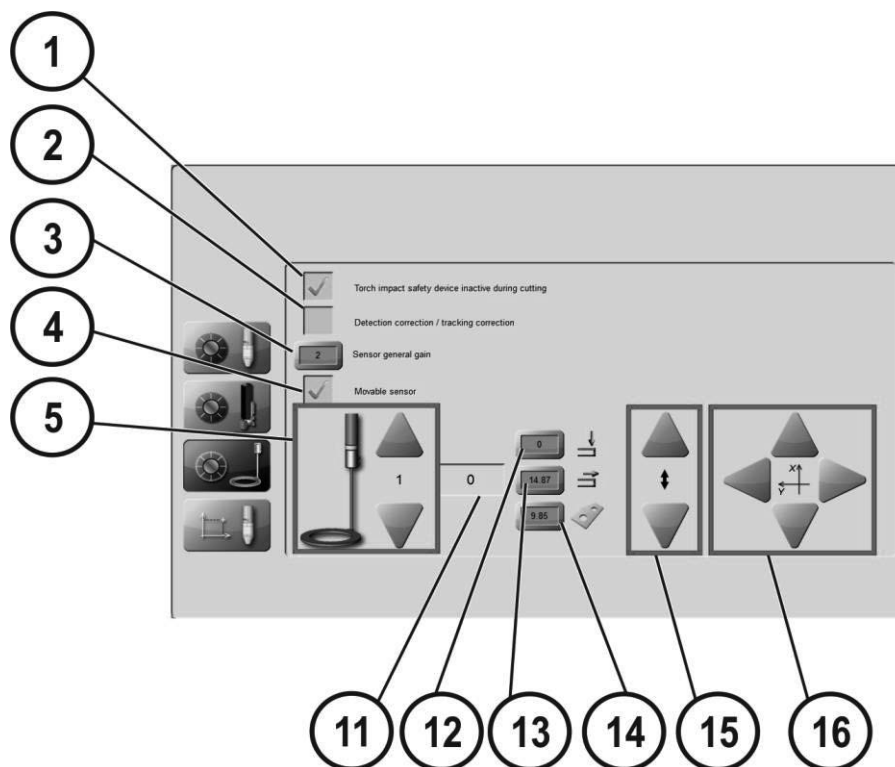 1
2
3
4
5
Torch impact safety device inactive during cutting
Detection correction / tracking correction
2 Sensor general gain
Movable sensor
1
0
0
14.87
9.85
X
Y
11 12 13 14 15 16